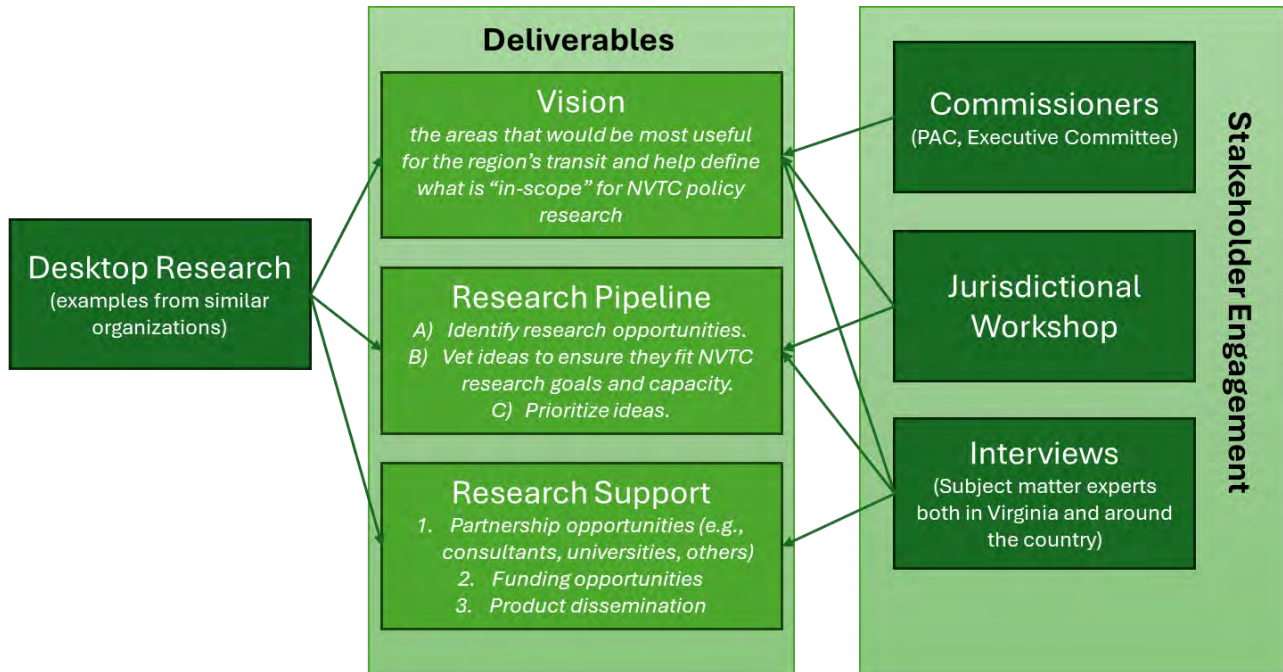 Desktop Research
(examples from similar
organizations)
Deliverables
Vision
the areas that would be most useful
for the region's transit and help define
what is “in-scope” for NVTC policy
research
Research Pipeline
A) Identify research opportunities.
B) Vet ideas to ensure they fit NVTC
research goals and capacity.
C) Prioritize ideas.
Research Support
1. Partnership opportunities (e.g.,
consultants, universities, others)
2. Funding opportunities
3. Product dissemination
Commissioners
(PAC, Executive Committee)
Jurisdictional
Workshop
Interviews
(Subject matter experts
both in Virginia and around
the country)
Stakeholder Engagement